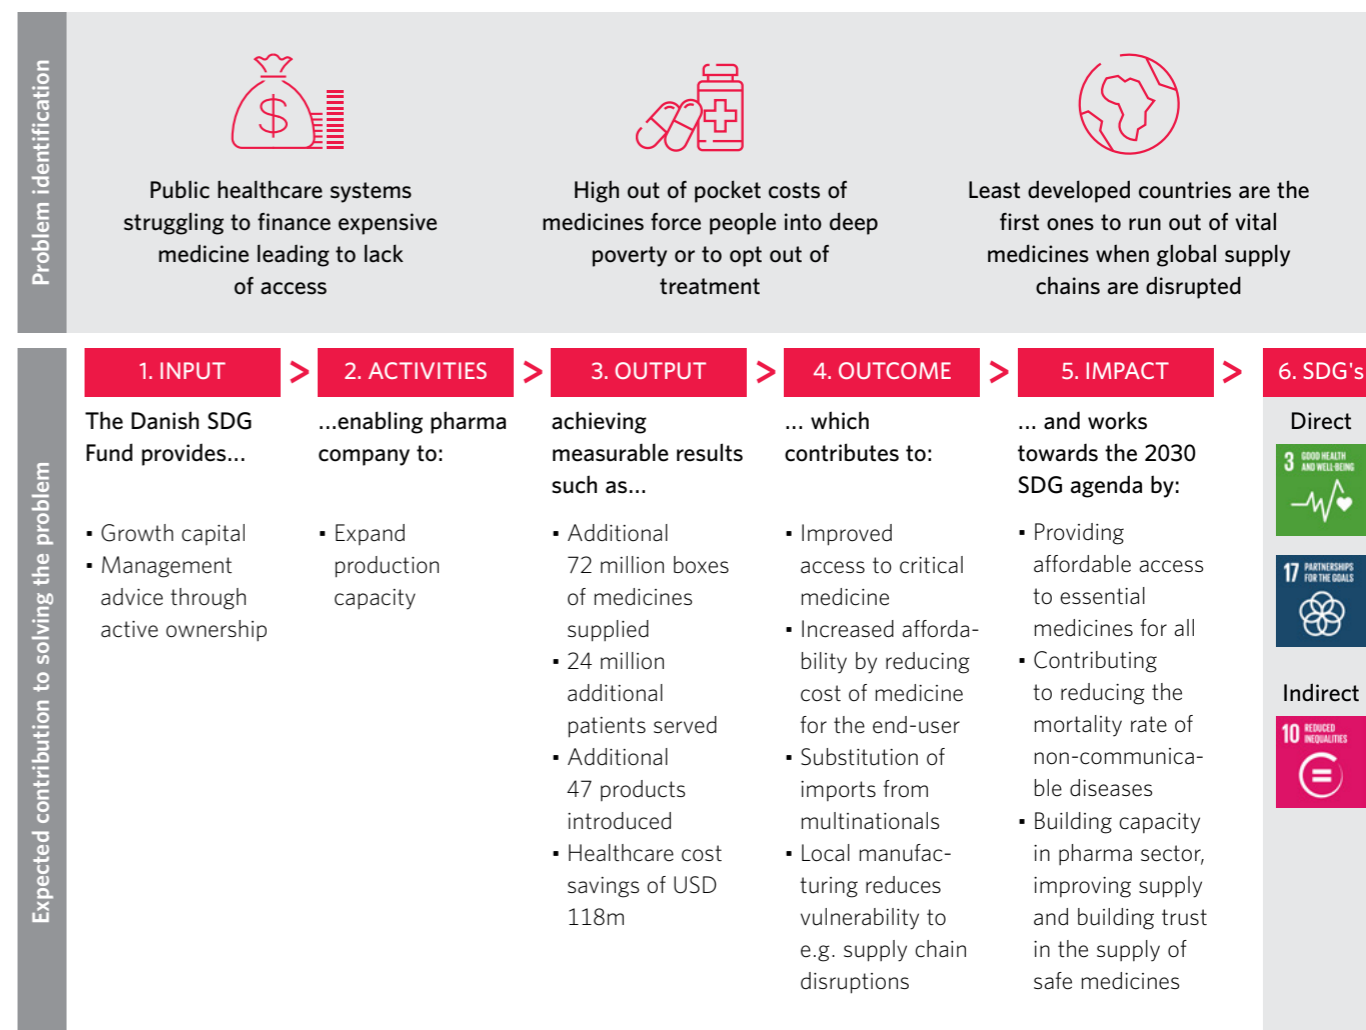 Problem identification
$
Public healthcare systems
struggling to finance expensive
medicine leading to lack
of access
High out of pocket costs of
medicines force people into deep
poverty or to opt out of
treatment
Least developed countries are the
first ones to run out of vital
medicines when global supply
chains are disrupted
Expected contribution to solving the problem
1. INPUT
The Danish SDG
Fund provides...
▪ Growth capital
▪ Management
advice through
active ownership
>
2. ACTIVITIES
...enabling pharma
company to:
▪ Expand
production
capacity
>
3. OUTPUT
achieving
measurable results
such as...
▪ Additional
72 million boxes
of medicines
supplied
▪ 24 million
additional
patients served
▪ Additional
47 products
introduced
▪ Healthcare cost
savings of USD
118m
>
4. OUTCOME
... which
contributes to:
▪ Improved
access to critical
medicine
▪ Increased afforda-
bility by reducing
cost of medicine
for the end-user
▪ Substitution of
imports from
multinationals
▪ Local manufac-
turing reduces
vulnerability to
e.g. supply chain
disruptions
>
5. IMPACT
... and works
towards the 2030
SDG agenda by:
▪ Providing
affordable access
to essential
medicines for all
▪ Contributing
to reducing the
mortality rate of
non-communica-
ble diseases
▪ Building capacity
in pharma sector,
improving supply
and building trust
in the supply of
safe medicines
>
6. SDG's
Direct
3 GOOD HEALTH
AND WELL-BEING
17 PARTNERSHIPS
FOR THE GOALS
Indirect
10 REDUCED
INEQUALITIES